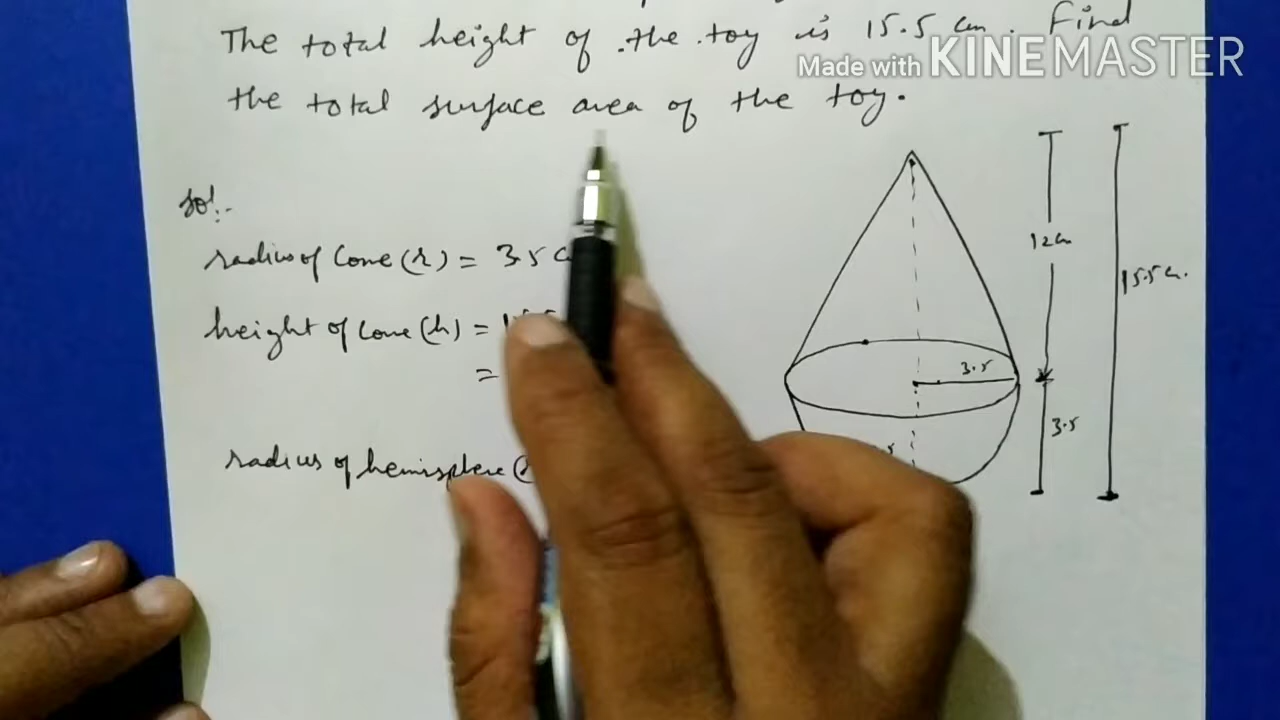 The total height of the toy is 15.5 cm. Find
Made with KINEMASTER
the total surface area of the toy.
sol:-
radius of Cone (r) = 3.5 c
height of Cone (h) =
=
radius of hemisphere (
12cm
15.5 cm.
3.5
3.5